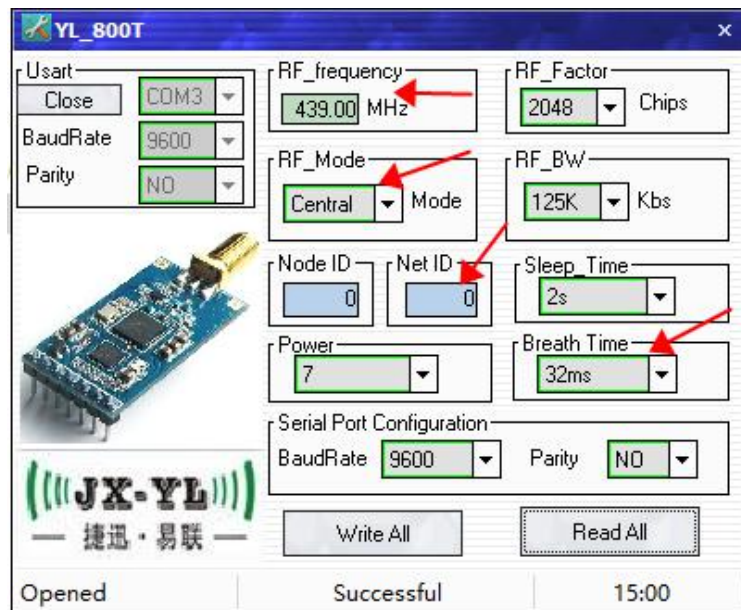 YL_800T
Usart
Close COM3
BaudRate 9600
Parity NO
RF_frequency
439.00 MHz
RF_Factor
2048 Chips
RF_Mode
Central Mode
RF_BW
125K Kbs
Node ID
0
Net ID
0
Sleep_Time
2s
Power
7
Breath Time
32ms
Serial Port Configuration
BaudRate 9600 Parity NO
JX-YL
捷迅·易联
Write All Read All
Opened Successful 15:00